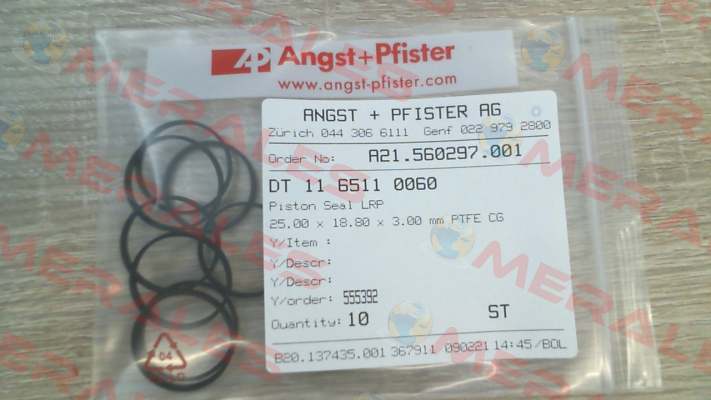 AP Angst+Pfister
www.angst-pfister.com
ANGST + PFISTER AG
Zürich 044 306 6111 Genf 022 979 2800
Order No: A21.560297.001
DT 11 6511 0060
Piston Seal LRP
25.00 x 18.80 x 3.00 mm PTFE CG
Y/Item :
Y/Descr:
Y/Descr:
Y/order: 555392
Quantity: 10 ST
B20.137435.001 367911 090221 14:45/BOL
04
MERALES